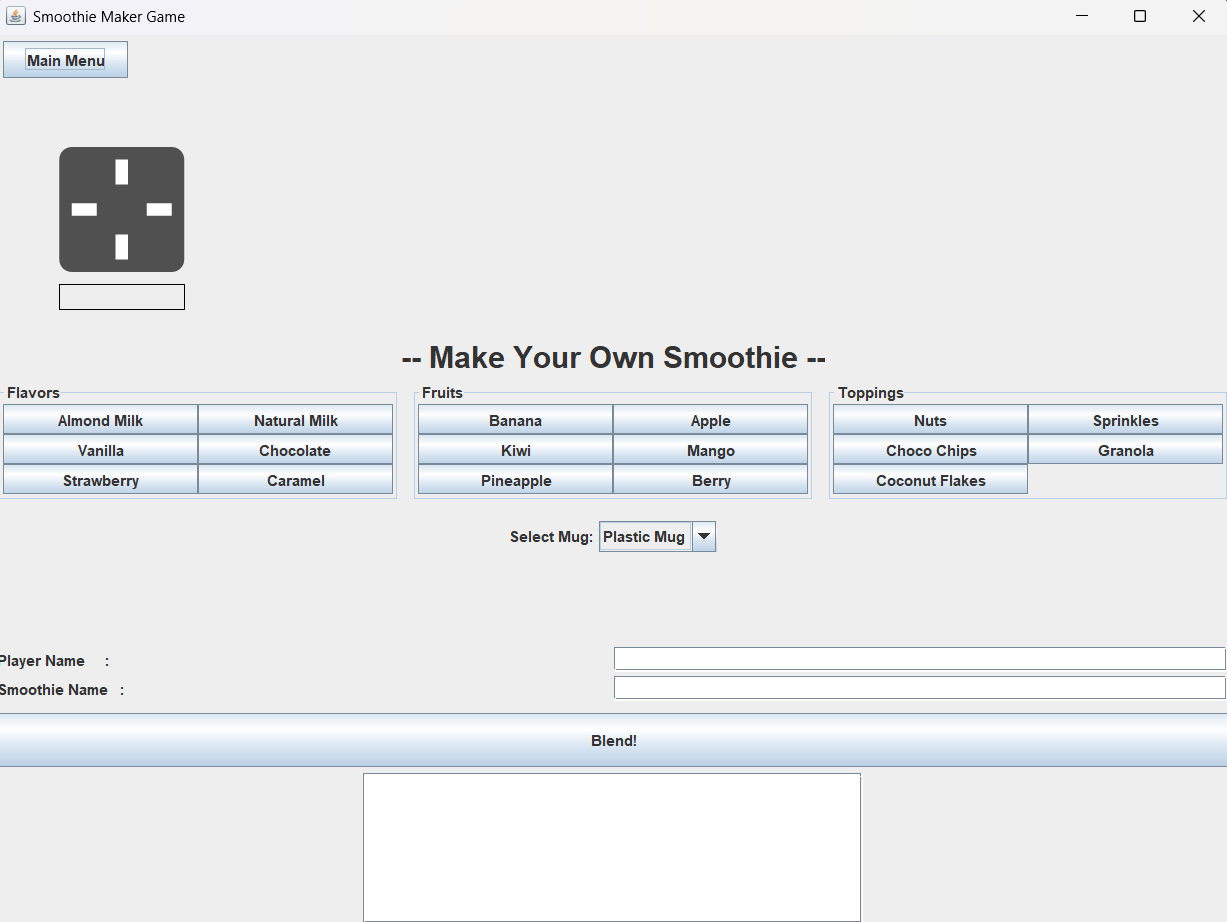 Smoothie Maker Game
Main Menu
-- Make Your Own Smoothie --
Flavors Fruits Toppings
Almond Milk Natural Milk Banana Apple Nuts Sprinkles
Vanilla Chocolate Kiwi Mango Choco Chips Granola
Strawberry Caramel Pineapple Berry Coconut Flakes
Select Mug: Plastic Mug
Player Name :
Smoothie Name :
Blend!